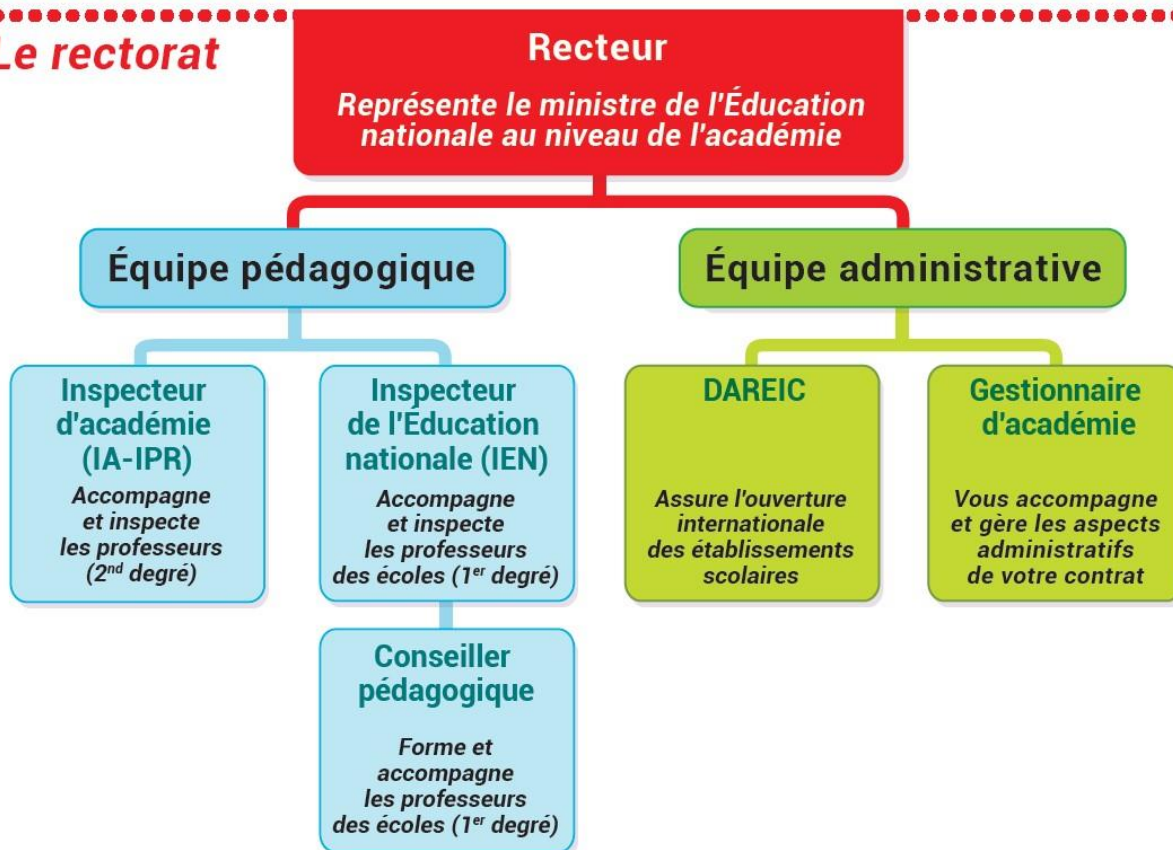 Le rectorat
Recteur
Représente le ministre de l'Éducation
nationale au niveau de l'académie
Équipe pédagogique
Équipe administrative
Inspecteur
d'académie
(IA-IPR)
Accompagne
et inspecte
les professeurs
(2nd degré)
Inspecteur
de l'Éducation
nationale (IEN)
Accompagne
et inspecte
les professeurs
des écoles (1er degré)
DAREIC
Assure l'ouverture
internationale
des établissements
scolaires
Gestionnaire
d'académie
Vous accompagne
et gère les aspects
administratifs
de votre contrat
Conseiller
pédagogique
Forme et
accompagne
les professeurs
des écoles (1er degré)